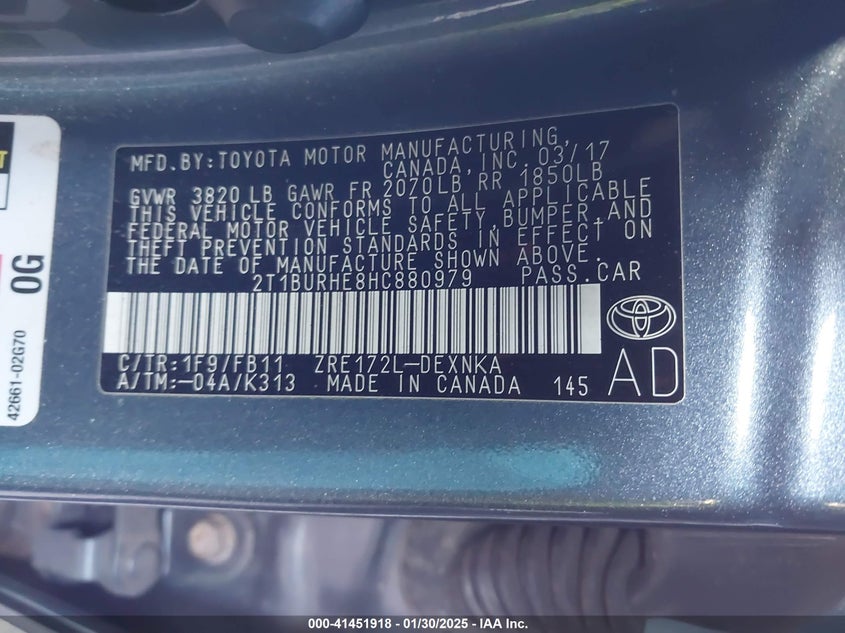 MFD.BY:TOYOTA MOTOR MANUFACTURING,
CANADA,INC. 03/17
GVWR 3820 LB GAWR FR 2070LB RR 1850LB
THIS VEHICLE CONFORMS TO ALL APPLICABLE
FEDERAL MOTOR VEHICLE SAFETY,BUMPER,AND
THEFT PREVENTION STANDARDS IN EFFECT ON
THE DATE OF MANUFACTURE SHOWN ABOVE.
2T1BURHE8HC880979 PASS.CAR
C/TR:1F9/FB11 ZRE172L-DEXNKA
A/TM:-04A/K313 MADE IN CANADA 145
AD
0G
42661-02G70
000-41451918 - 01/30/2025 - IAA Inc.